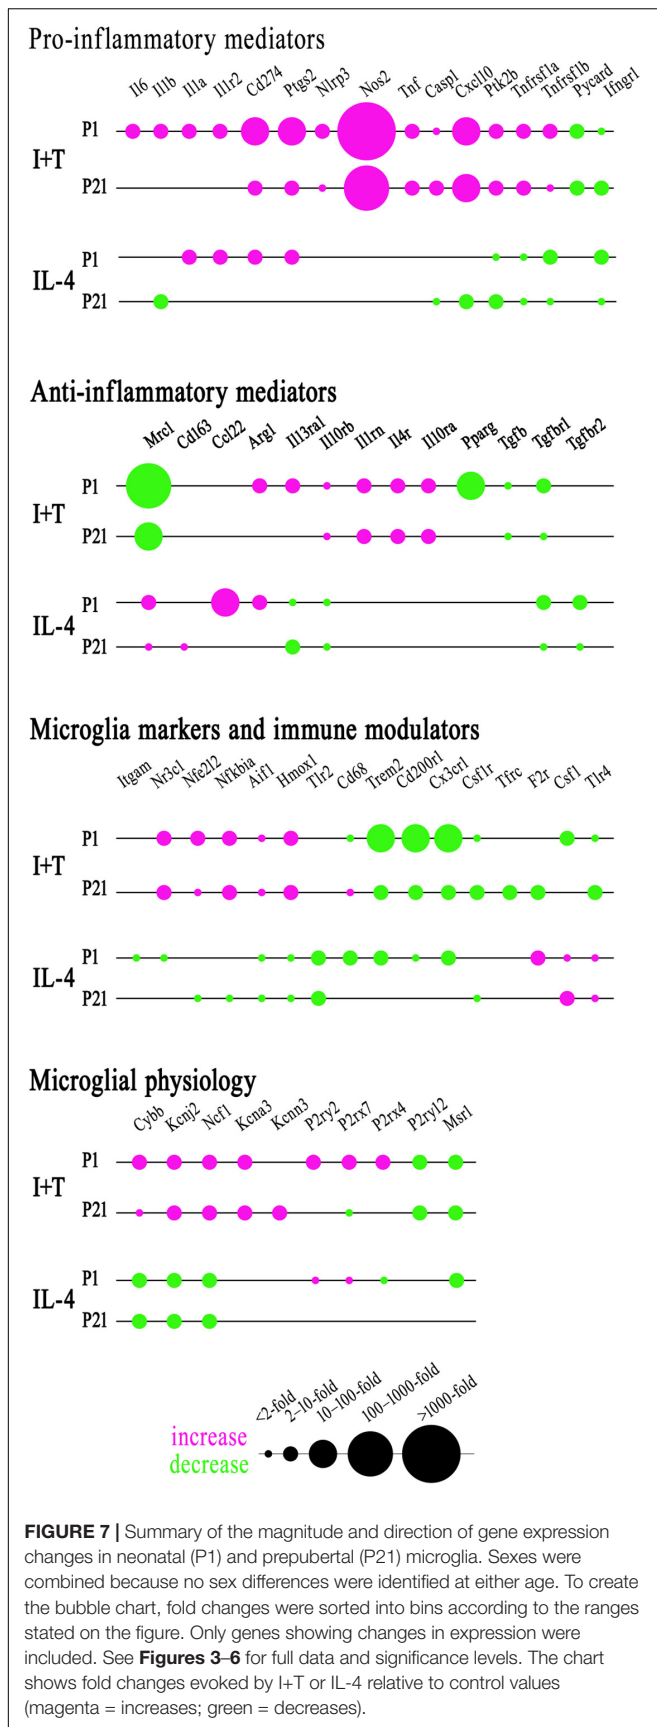 Pro-inflammatory mediators
Il6 Il1b Il1a Il1r2 Cd274 Ptgs2 Nlrp3 Nos2 Tnf Casp1 Cxcl10 Ptk2b Tnfrsf1a Tnfrsf1b Pycard Ifngr1
P1
I+T
P21
P1
IL-4
P21
Anti-inflammatory mediators
Mrc1 Cd163 Ccl22 Arg1 Il13ra1 Il10rb Il1rn Il4r Il10ra Pparg Tgfb Tgfbr1 Tgfbr2
P1
I+T
P21
P1
IL-4
P21
Microglia markers and immune modulators
Itgam Nr3c1 Nfe2l2 Nfkbia Aif1 Hmox1 Tlr2 Cd68 Trem2 Cd200r1 Cx3cr1 Csf1r Tfrc F2r Csf1 Tlr4
P1
I+T
P21
P1
IL-4
P21
Microglial physiology
Cybb Kcnj2 Ncf1 Kcna3 Kcnn3 P2ry2 P2rx7 P2rx4 P2ry12 Msr1
P1
I+T
P21
P1
IL-4
P21
<2-fold 2–10-fold 10–100-fold 100–1000-fold >1000-fold
increase
decrease
FIGURE 7 | Summary of the magnitude and direction of gene expression
changes in neonatal (P1) and prepubertal (P21) microglia. Sexes were
combined because no sex differences were identified at either age. To create
the bubble chart, fold changes were sorted into bins according to the ranges
stated on the figure. Only genes showing changes in expression were
included. See Figures 3–6 for full data and significance levels. The chart
shows fold changes evoked by I+T or IL-4 relative to control values
(magenta = increases; green = decreases).